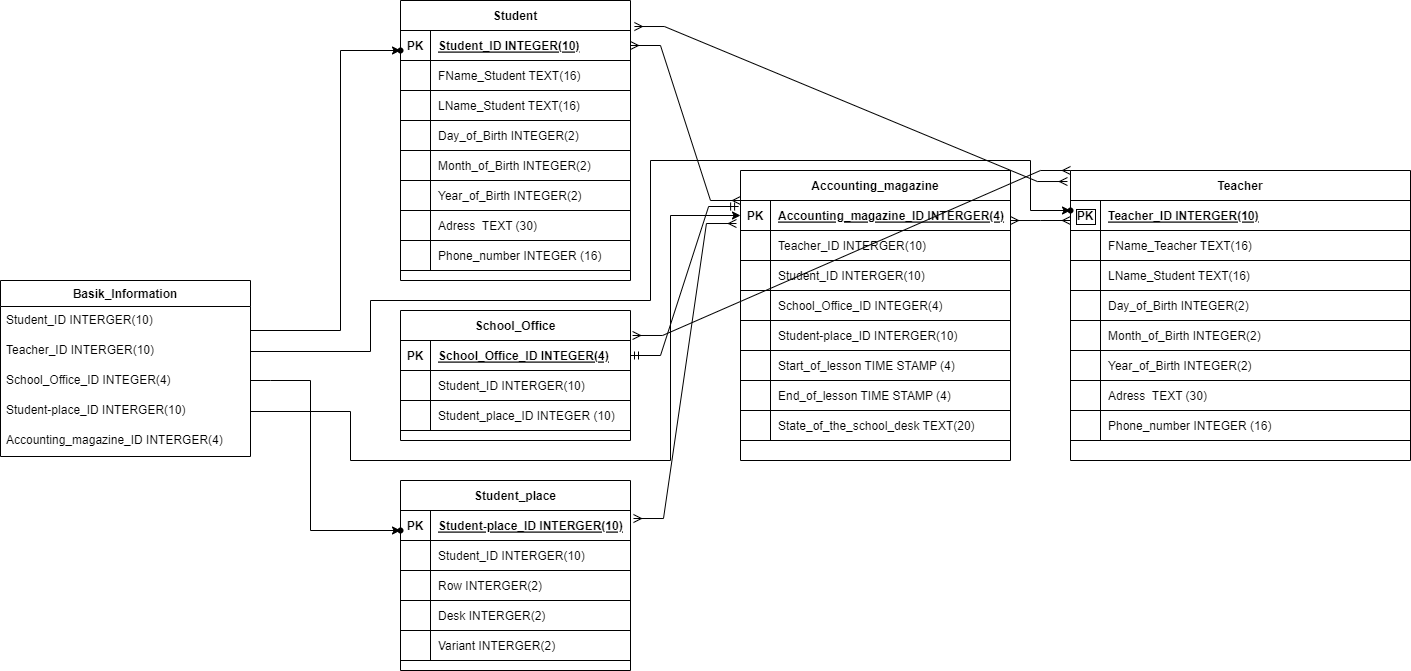 Student
PK Student_ID INTEGER(10)
FName_Student TEXT(16)
LName_Student TEXT(16)
Day_of_Birth INTEGER(2)
Month_of_Birth INTEGER(2)
Year_of_Birth INTEGER(2)
Adress  TEXT (30)
Phone_number INTEGER (16)
Basik_Information
Student_ID INTERGER(10)
Teacher_ID INTERGER(10)
School_Office_ID INTEGER(4)
Student-place_ID INTERGER(10)
Accounting_magazine_ID INTERGER(4)
School_Office
PK School_Office_ID INTEGER(4)
Student_ID INTERGER(10)
Student_place_ID INTEGER (10)
Student_place
PK Student-place_ID INTERGER(10)
Student_ID INTERGER(10)
Row INTERGER(2)
Desk INTERGER(2)
Variant INTERGER(2)
Accounting_magazine
PK Accounting_magazine_ID INTERGER(4)
Teacher_ID INTERGER(10)
Student_ID INTERGER(10)
School_Office_ID INTEGER(4)
Student-place_ID INTERGER(10)
Start_of_lesson TIME STAMP (4)
End_of_lesson TIME STAMP (4)
State_of_the_school_desk TEXT(20)
Teacher
PK Teacher_ID INTERGER(10)
FName_Teacher TEXT(16)
LName_Student TEXT(16)
Day_of_Birth INTEGER(2)
Month_of_Birth INTEGER(2)
Year_of_Birth INTEGER(2)
Adress  TEXT (30)
Phone_number INTEGER (16)